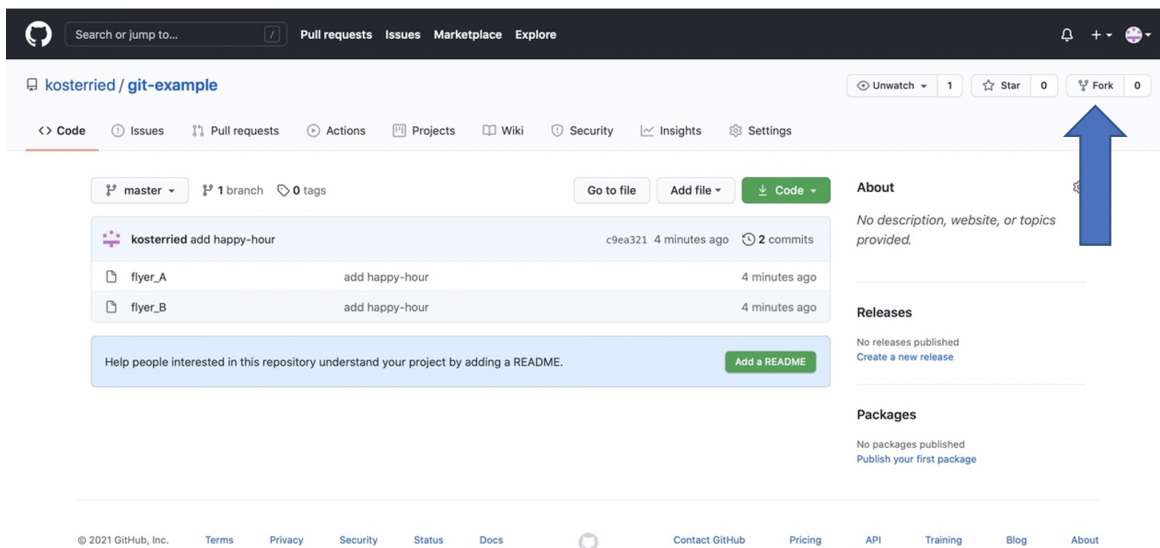 Search or jump to... / Pull requests Issues Marketplace Explore
kosterried / git-example Unwatch 1 Star 0 Fork 0
<> Code Issues Pull requests Actions Projects Wiki Security Insights Settings
master 1 branch 0 tags Go to file Add file Code
About
No description, website, or topics
provided.
kosterried add happy-hour c9ea321 4 minutes ago 2 commits
flyer_A add happy-hour 4 minutes ago
flyer_B add happy-hour 4 minutes ago
Help people interested in this repository understand your project by adding a README. Add a README
Releases
No releases published
Create a new release
Packages
No packages published
Publish your first package
© 2021 GitHub, Inc. Terms Privacy Security Status Docs Contact GitHub Pricing API Training Blog About